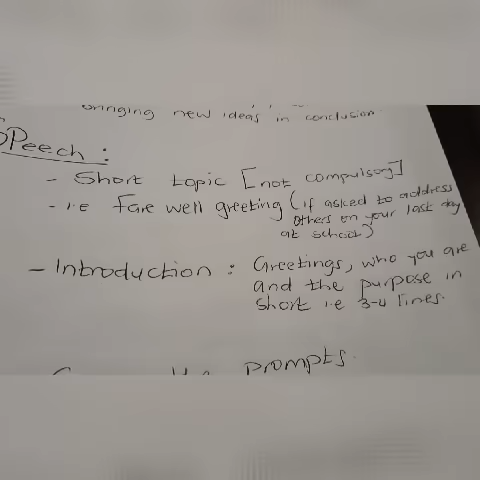 bringing new ideas in conclusion.
Speech :
- Short topic [not compulsory]
- i.e Fare well greeting (if asked to address
others on your last day
at school)
- Introduction : Greetings, who you are
and the purpose in
short i.e 3-4 lines.
prompts.